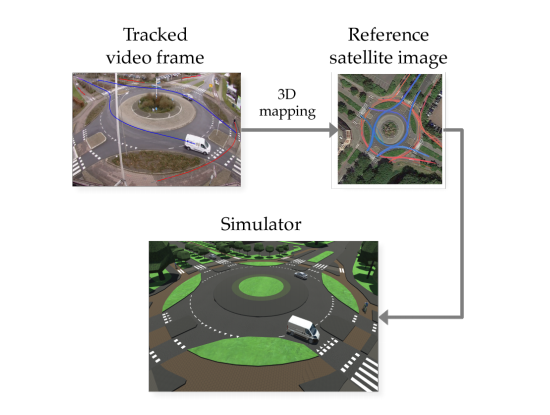 Tracked
video frame
Reference
satellite image
3D
mapping
Simulator